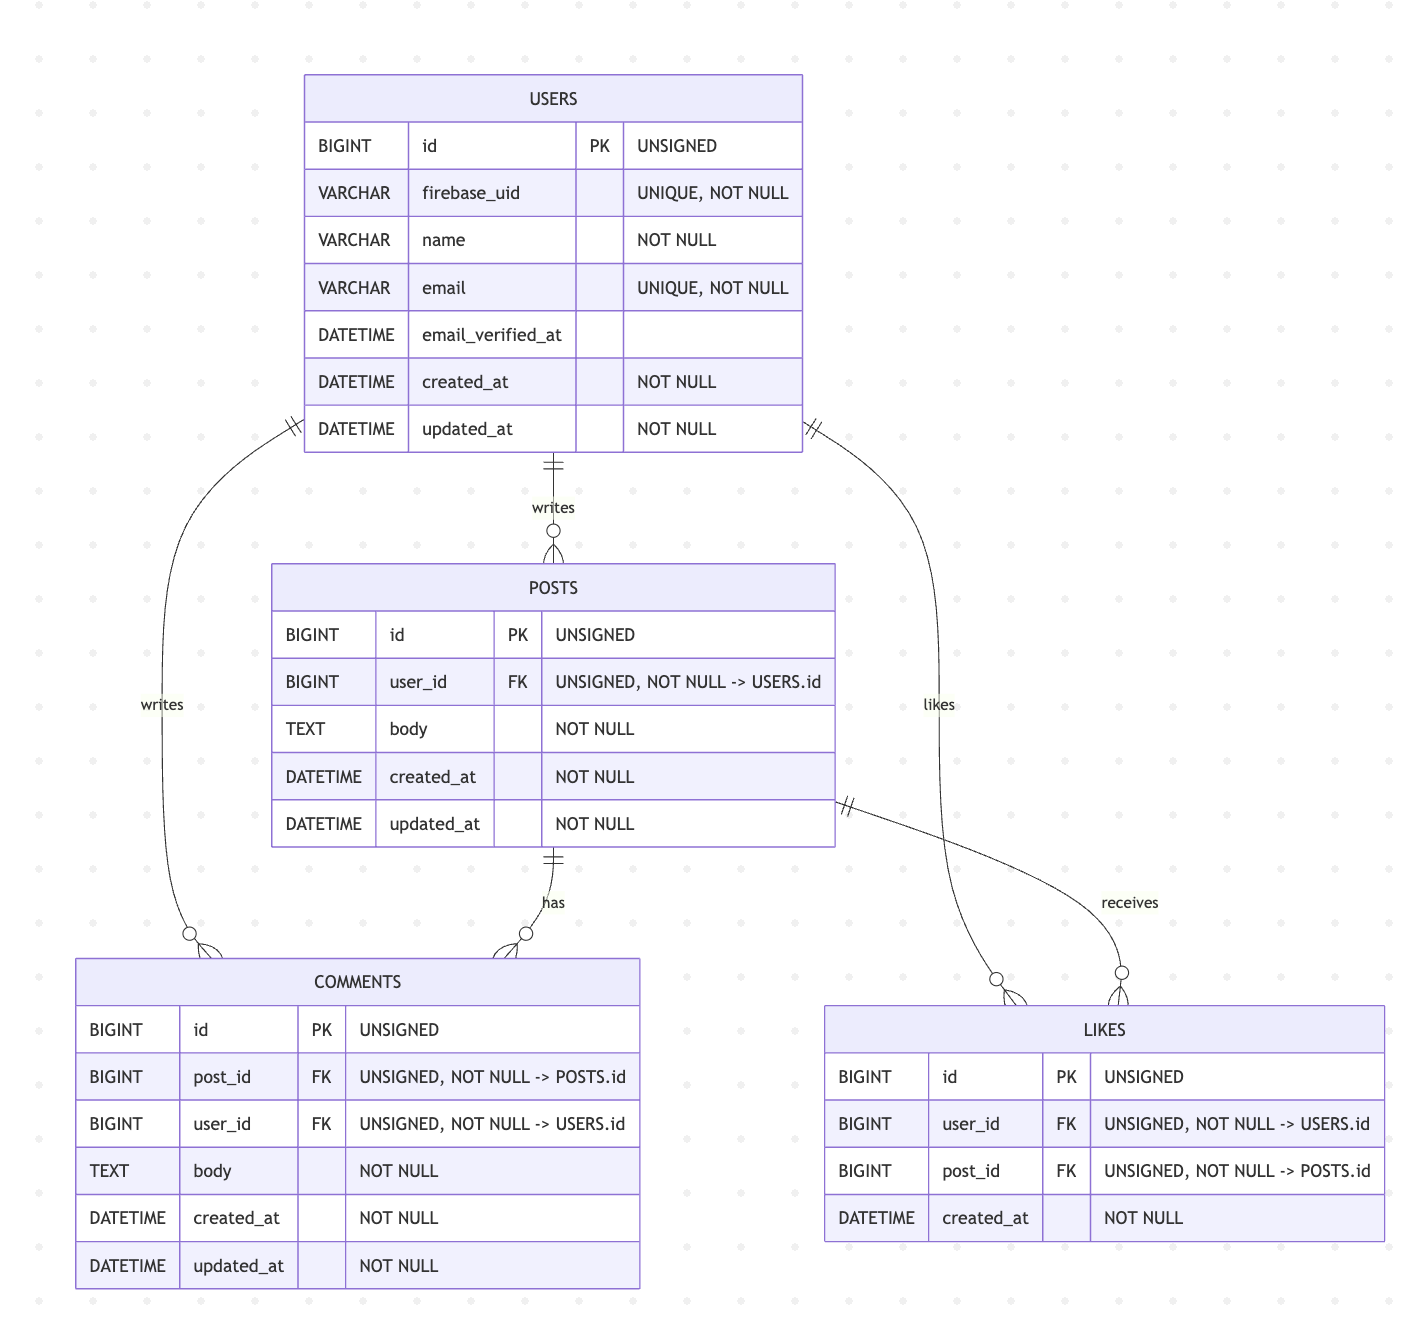 USERS
BIGINT id PK UNSIGNED
VARCHAR firebase_uid UNIQUE, NOT NULL
VARCHAR name NOT NULL
VARCHAR email UNIQUE, NOT NULL
DATETIME email_verified_at
DATETIME created_at NOT NULL
DATETIME updated_at NOT NULL
writes
POSTS
BIGINT id PK UNSIGNED
BIGINT user_id FK UNSIGNED, NOT NULL -> USERS.id
TEXT body NOT NULL
DATETIME created_at NOT NULL
DATETIME updated_at NOT NULL
writes
likes
has
receives
COMMENTS
BIGINT id PK UNSIGNED
BIGINT post_id FK UNSIGNED, NOT NULL -> POSTS.id
BIGINT user_id FK UNSIGNED, NOT NULL -> USERS.id
TEXT body NOT NULL
DATETIME created_at NOT NULL
DATETIME updated_at NOT NULL
LIKES
BIGINT id PK UNSIGNED
BIGINT user_id FK UNSIGNED, NOT NULL -> USERS.id
BIGINT post_id FK UNSIGNED, NOT NULL -> POSTS.id
DATETIME created_at NOT NULL